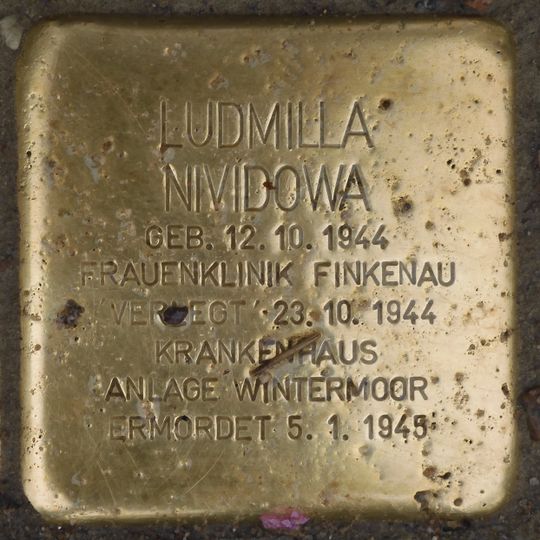 LUDMILLA
NIVIDOWA
GEB. 12. 10. 1944
FRAUENKLINIK FINKENAU
'VERLEGT' 23. 10. 1944
KRANKENHAUS
ANLAGE WINTERMOOR
ERMORDET 5. 1. 1945